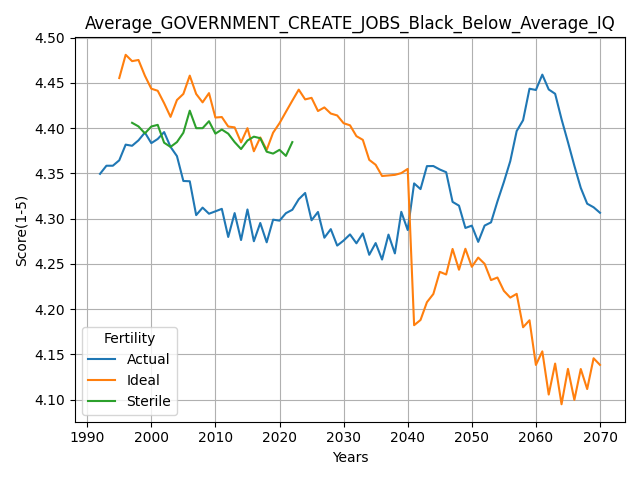 Average_GOVERNMENT_CREATE_JOBS_Black_Below_Average_IQ
4.50
4.45
4.40
4.35
4.30
4.25
4.20
4.15
4.10
Score(1-5)
Fertility
Actual
Ideal
Sterile
1990 2000 2010 2020 2030 2040 2050 2060 2070
Years